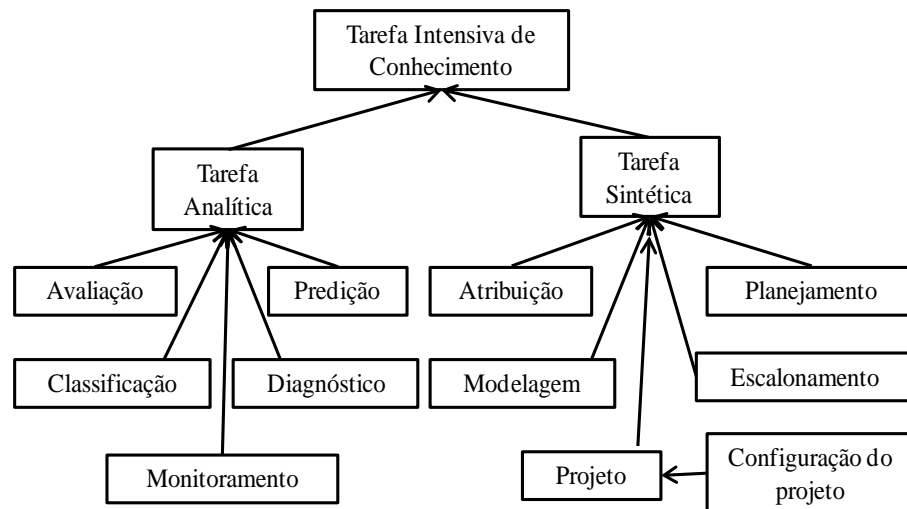 Tarefa Intensiva de
Conhecimento
Tarefa
Analítica
Tarefa
Sintética
Avaliação
Predição
Atribuição
Planejamento
Classificação
Diagnóstico
Modelagem
Escalonamento
Monitoramento
Projeto
Configuração do
projeto